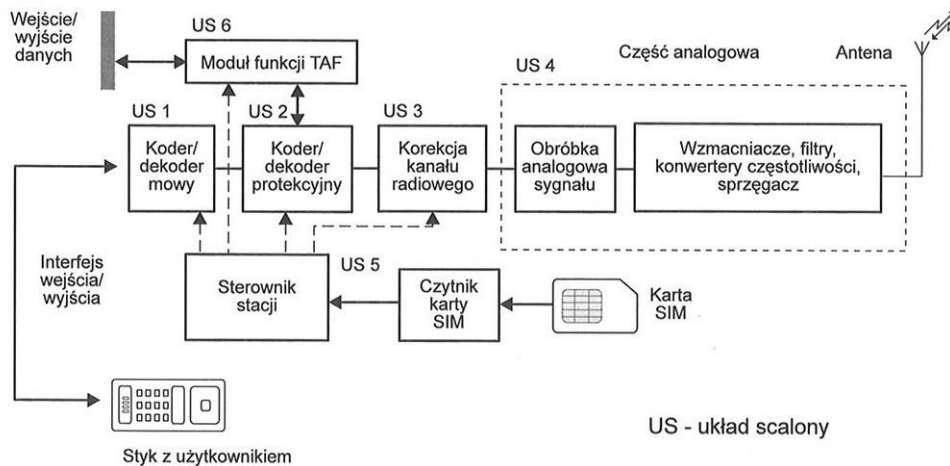 Wejście/
wyjście
danych
US 6
Moduł funkcji TAF
US 4
Część analogowa
Antena
US 1
Koder/
dekoder
mowy
US 2
Koder/
dekoder
protekcyjny
US 3
Korekcja
kanału
radiowego
Obróbka
analogowa
sygnału
Wzmacniacze, filtry,
konwertery częstotliwości,
sprzęgacz
Interfejs
wejścia/
wyjścia
Sterownik
stacji
US 5
Czytnik
karty
SIM
Karta
SIM
Styk z użytkownikiem
US - układ scalony